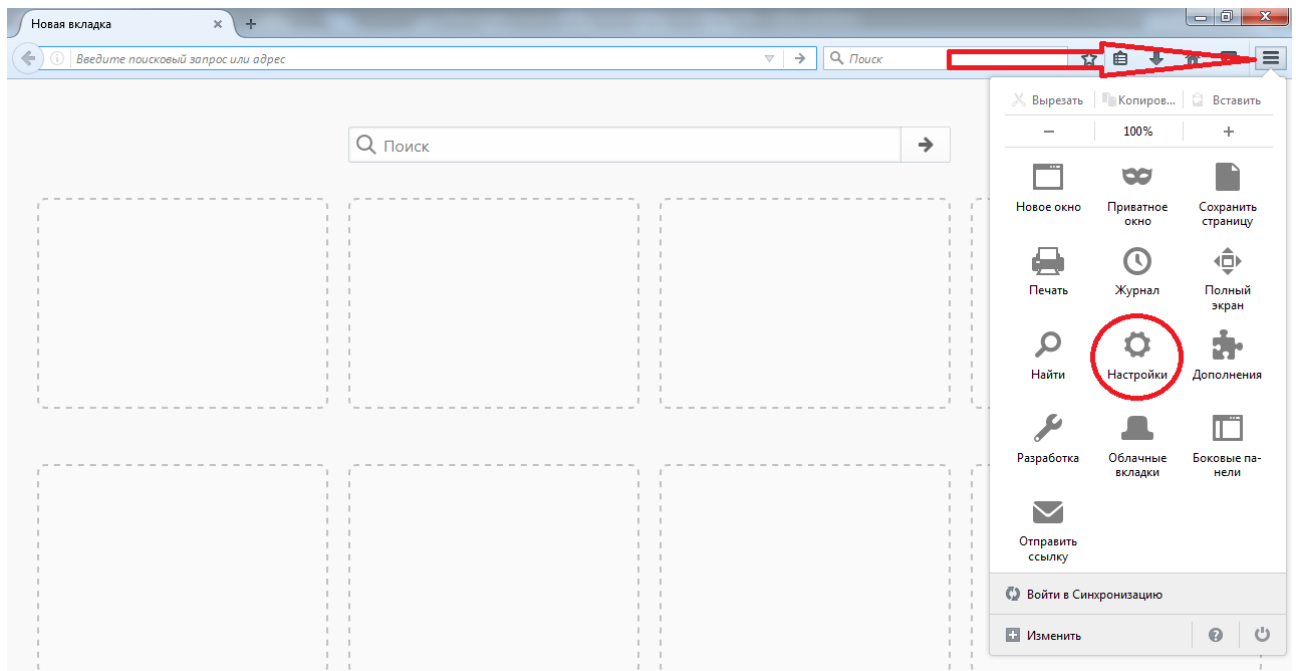 Новая вкладка
Введите поисковый запрос или адрес
Поиск
Вырезать Копиров... Вставить
100%
Поиск
Новое окно Приватное окно Сохранить страницу
Печать Журнал Полный экран
Найти Настройки Дополнения
Разработка Облачные вкладки Боковые па-
нели
Отправить
ссылку
Войти в Синхронизацию
Изменить